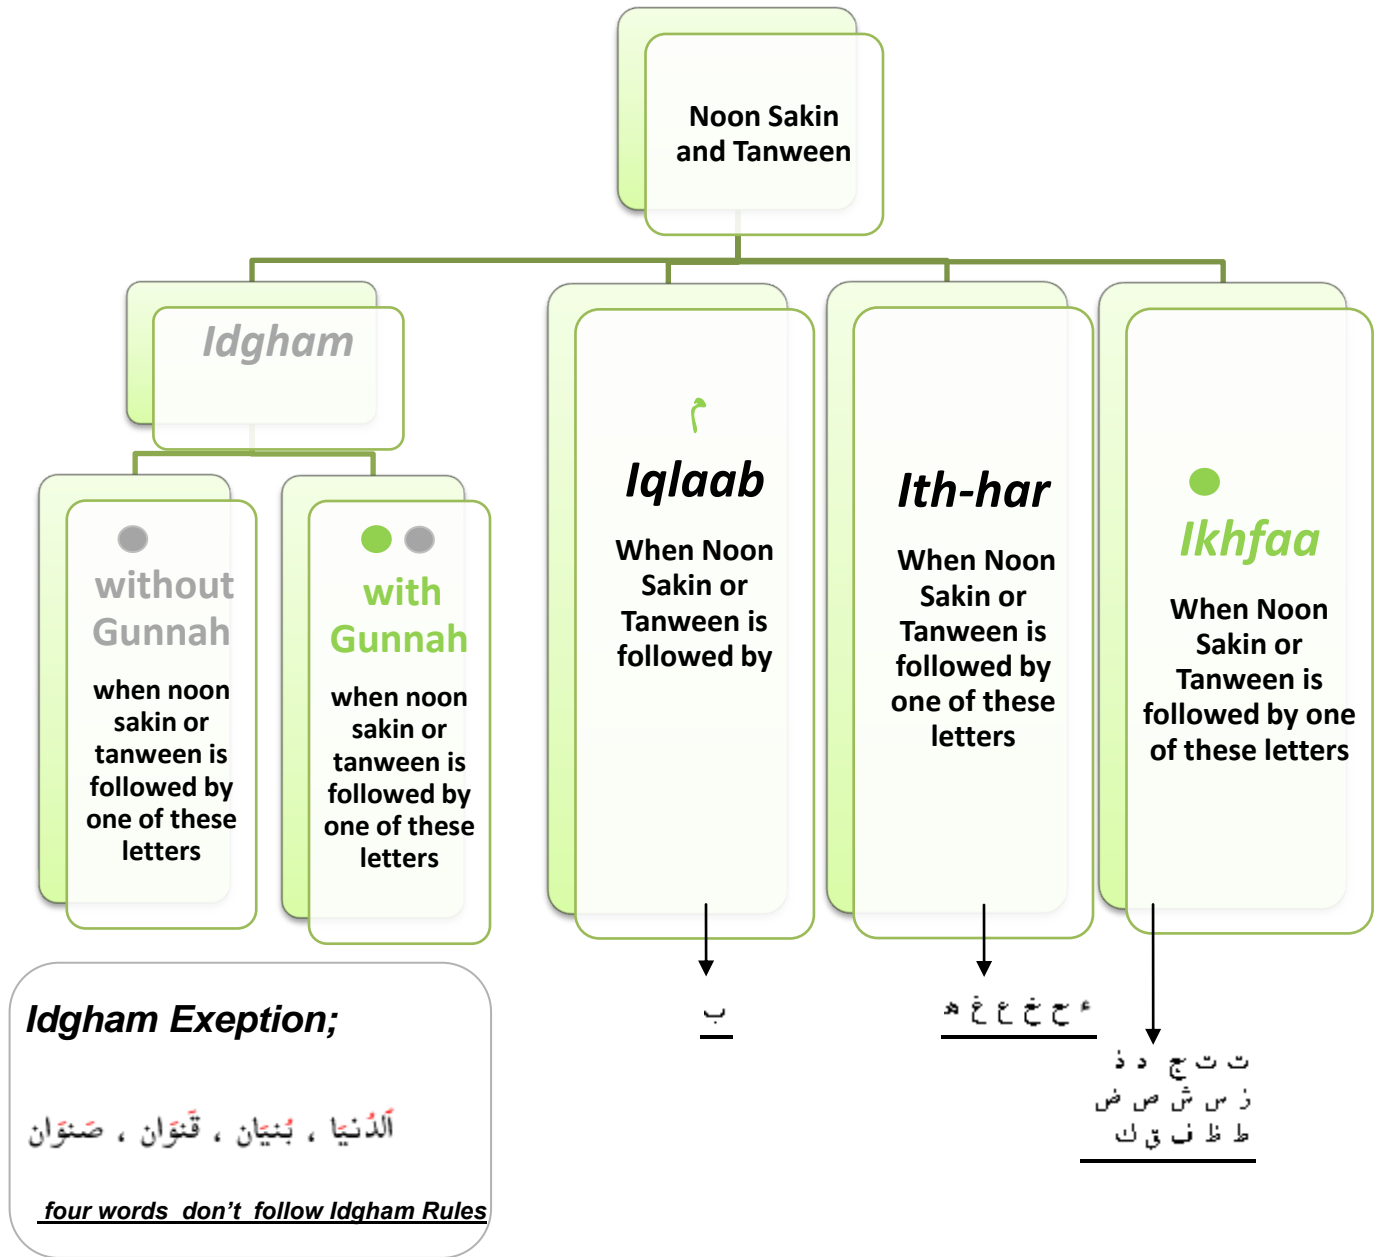 Noon Sakin
and Tanween
Idgham
without
Gunnah
when noon
sakin or
tanween is
followed by
one of these
letters
with
Gunnah
when noon
sakin or
tanween is
followed by
one of these
letters
م
Iqlaab
When Noon
Sakin or
Tanween is
followed by
ب
Ith-har
When Noon
Sakin or
Tanween is
followed by
one of these
letters
ء ح خ ع غ ه
Ikhfaa
When Noon
Sakin or
Tanween is
followed by one
of these letters
ت ث ج د ذ
ز س ش ص ض
ط ظ ف ق ك
Idgham Exeption;
ٱلدُنيَا ، بُنيَان ، قَنوَان ، صَنوَان
four words don’t follow Idgham Rules